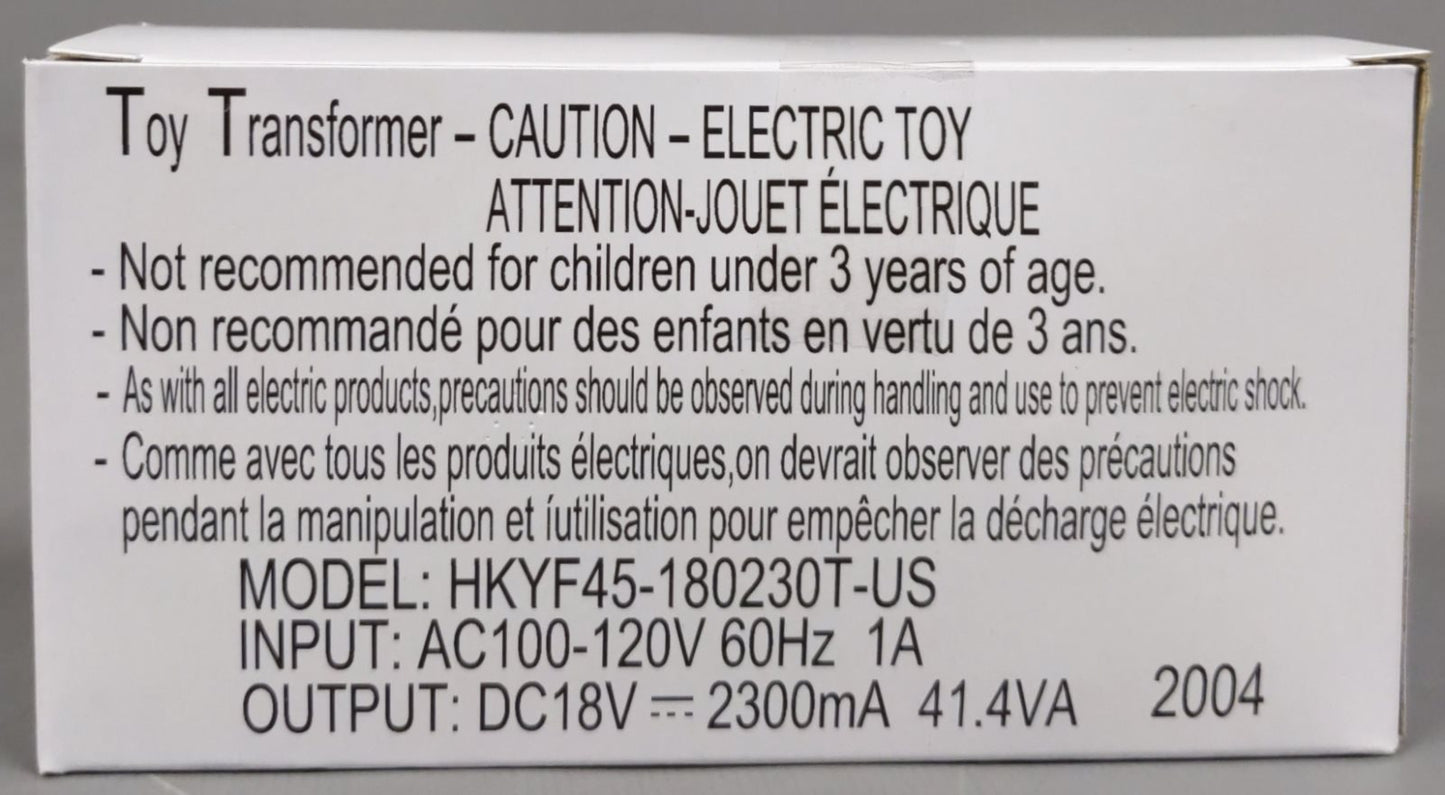 Toy Transformer – CAUTION – ELECTRIC TOY
ATTENTION-JOUET ÉLECTRIQUE
- Not recommended for children under 3 years of age.
- Non recommandé pour des enfants en vertu de 3 ans.
- As with all electric products,precautions should be observed during handling and use to prevent electric shock.
- Comme avec tous les produits électriques,on devrait observer des précautions
pendant la manipulation et íutilisation pour empêcher la décharge électrique.
MODEL: HKYF45-180230T-US
INPUT: AC100-120V 60Hz 1A
OUTPUT: DC18V ⎓ 2300mA 41.4VA 2004